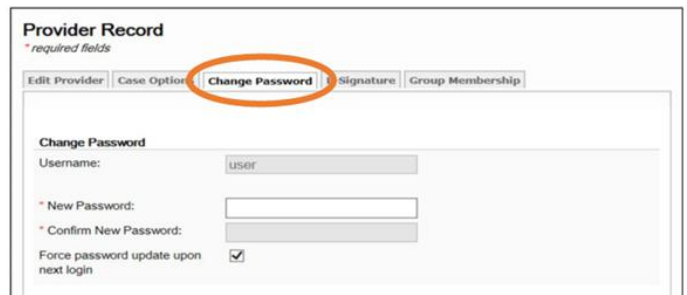 Provider Record
* required fields
Edit Provider Case Options Change Password Signature Group Membership
Change Password
Username: user
* New Password:
* Confirm New Password:
Force password update upon
next login